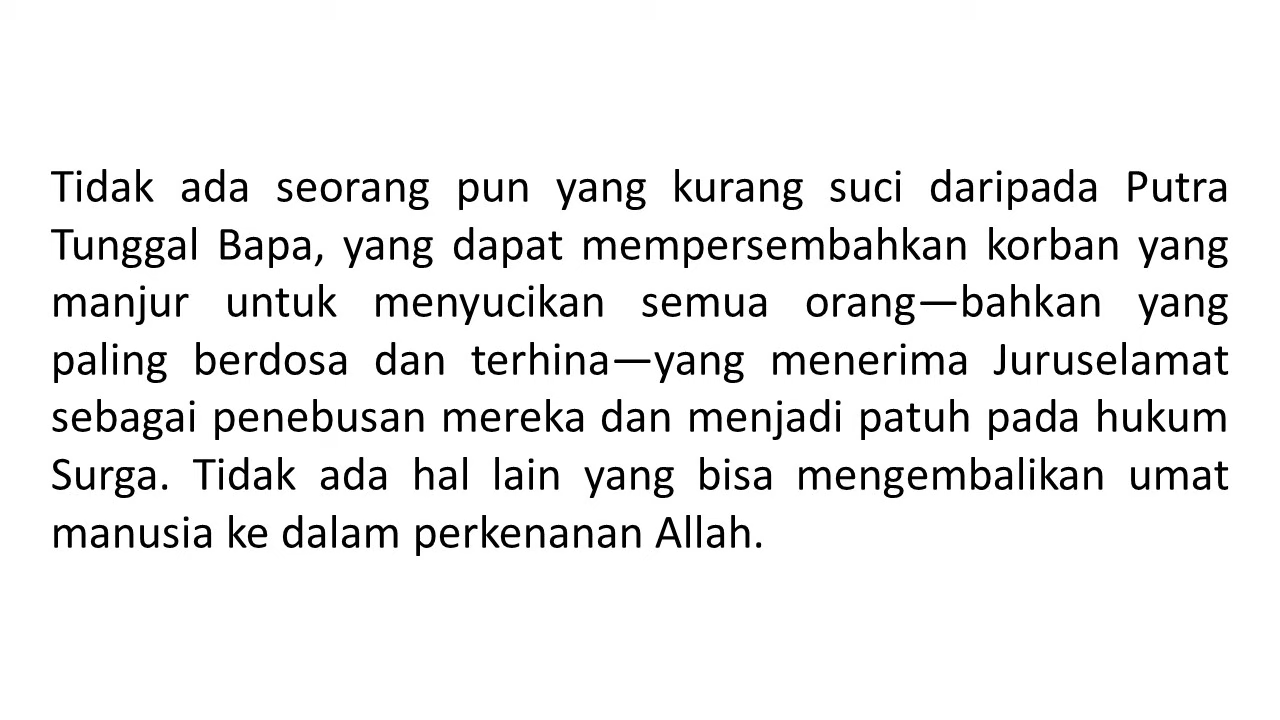 Tidak ada seorang pun yang kurang suci daripada Putra
Tunggal Bapa, yang dapat mempersembahkan korban yang
manjur untuk menyucikan semua orang—bahkan yang
paling berdosa dan terhina—yang menerima Juruselamat
sebagai penebusan mereka dan menjadi patuh pada hukum
Surga. Tidak ada hal lain yang bisa mengembalikan umat
manusia ke dalam perkenanan Allah.